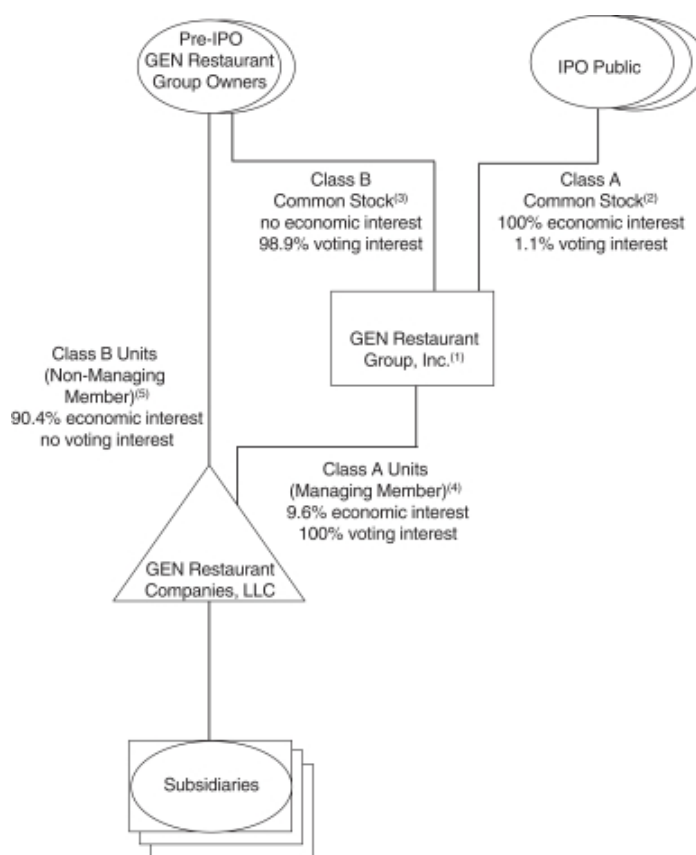 Pre-IPO
GEN Restaurant
Group Owners
IPO Public
Class B
Common Stock(3)
no economic interest
98.9% voting interest
Class A
Common Stock(2)
100% economic interest
1.1% voting interest
GEN Restaurant
Group, Inc.(1)
Class B Units
(Non-Managing
Member)(5)
90.4% economic interest
no voting interest
Class A Units
(Managing Member)(4)
9.6% economic interest
100% voting interest
GEN Restaurant
Companies, LLC
Subsidiaries